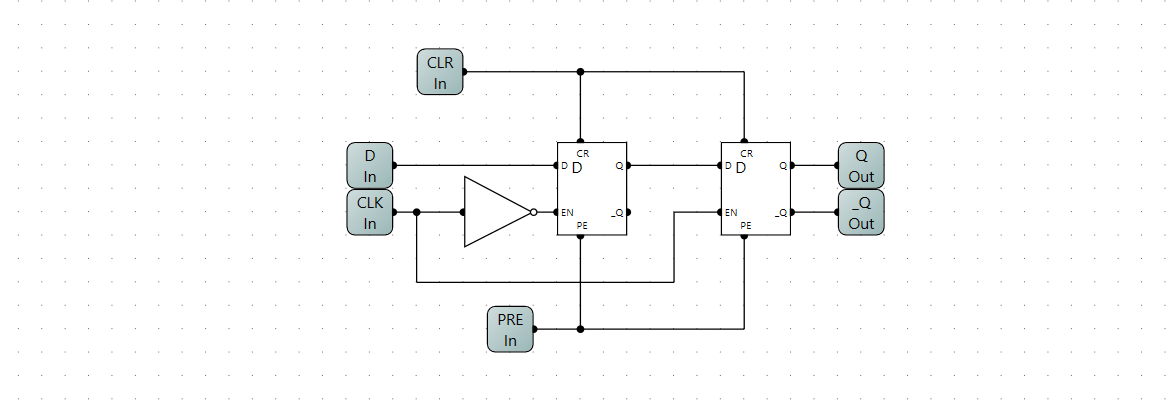 CLR
In
D
In
CLK
In
CR
D D Q
EN _Q
PE
CR
D D Q
EN _Q
PE
Q
Out
_Q
Out
PRE
In